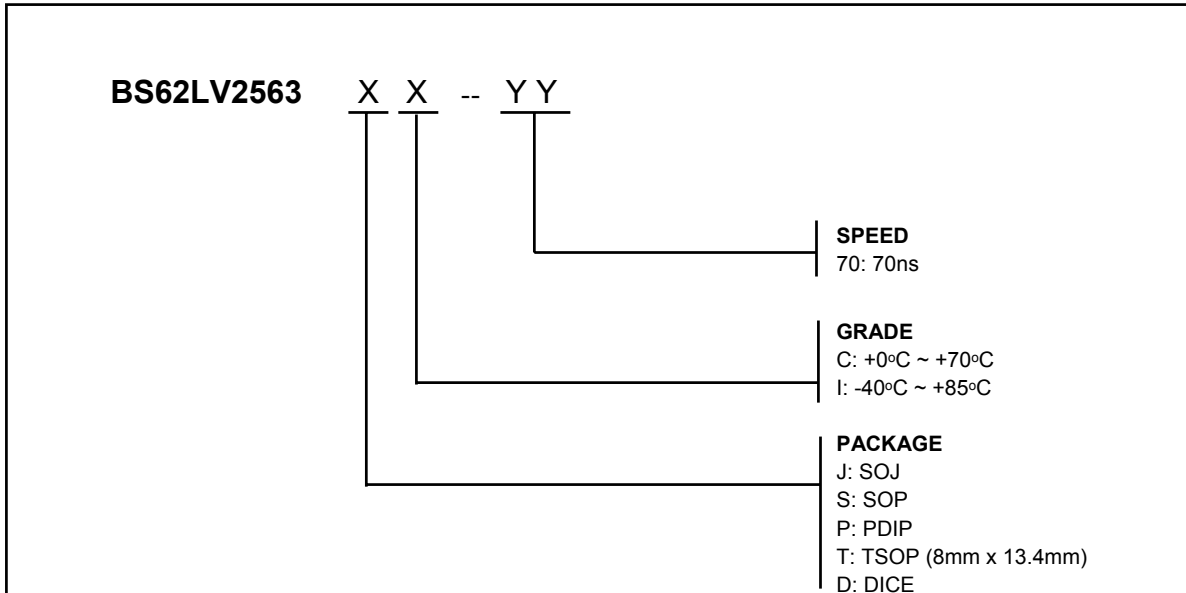 BS62LV2563 X X -- Y Y
SPEED
70: 70ns
GRADE
C: +0oC ~ +70oC
I: -40oC ~ +85oC
PACKAGE
J: SOJ
S: SOP
P: PDIP
T: TSOP (8mm x 13.4mm)
D: DICE